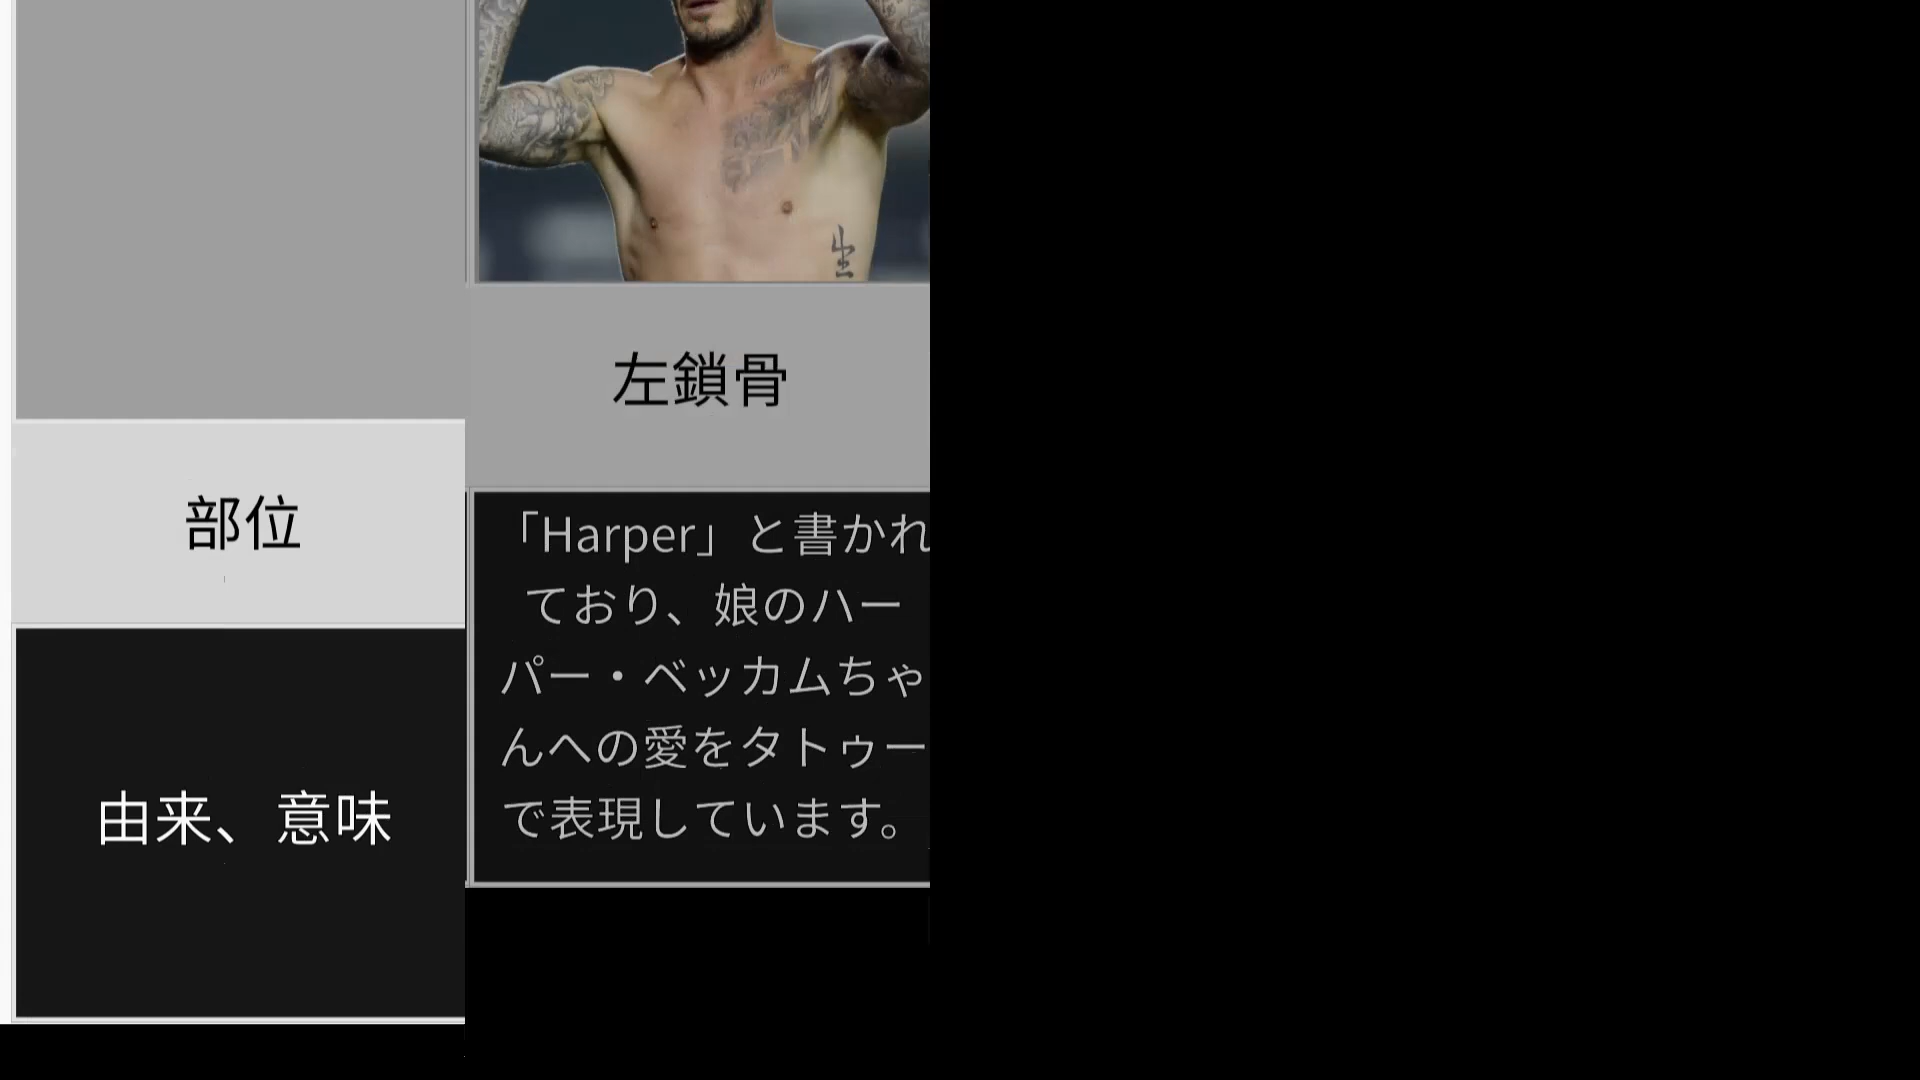 部位
由来、意味
生
左鎖骨
「Harper」と書かれ
ており、娘のハー
パー・ベッカムちゃ
んへの愛をタトゥー
で表現しています。